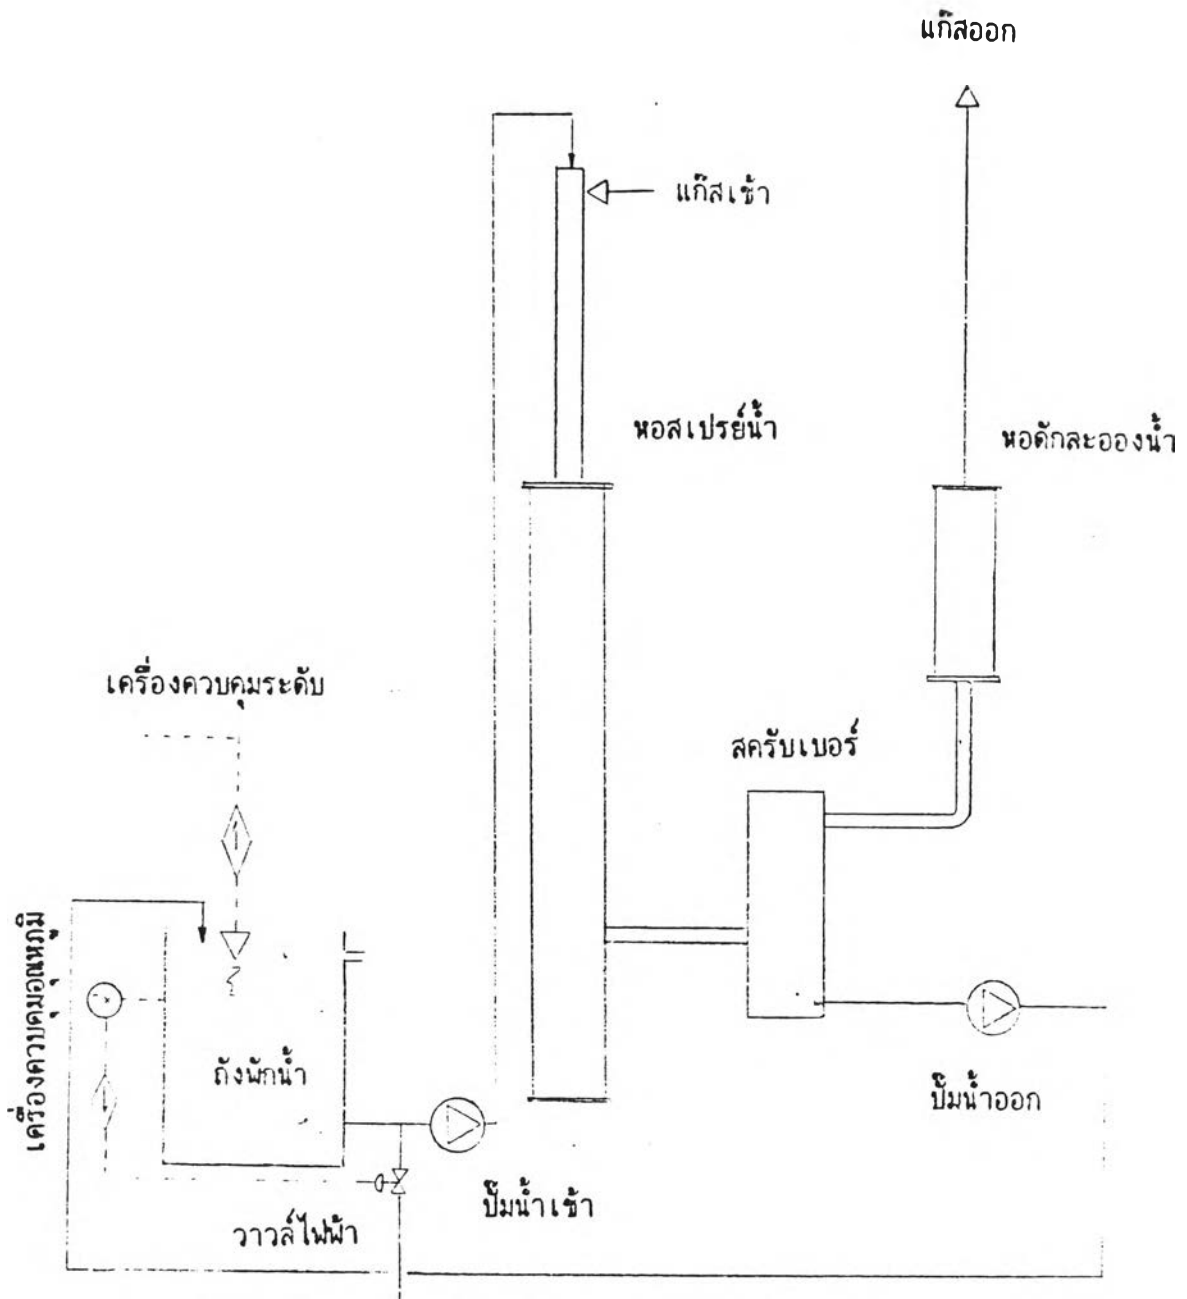 แก๊สออก
แก๊สเข้า
หอสเปรย์น้ำ
หอดักละอองน้ำ
เครื่องควบคุมระดับ
สครับเบอร์
เครื่องควบคุมอุณหภูมิ
ถังพักน้ำ
ปั๊มน้ำออก
ปั๊มน้ำเข้า
วาวล์ไฟฟ้า